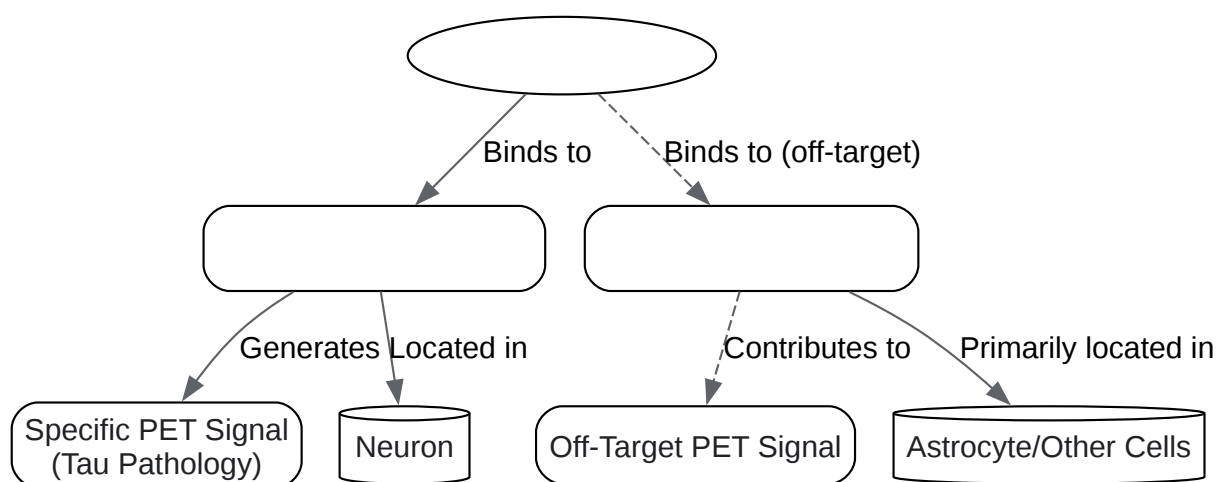 Binds to
Binds to (off-target)
Generates
Located in
Contributes to
Primarily located in
Specific PET Signal
(Tau Pathology)
Neuron
Off-Target PET Signal
Astrocyte/Other Cells